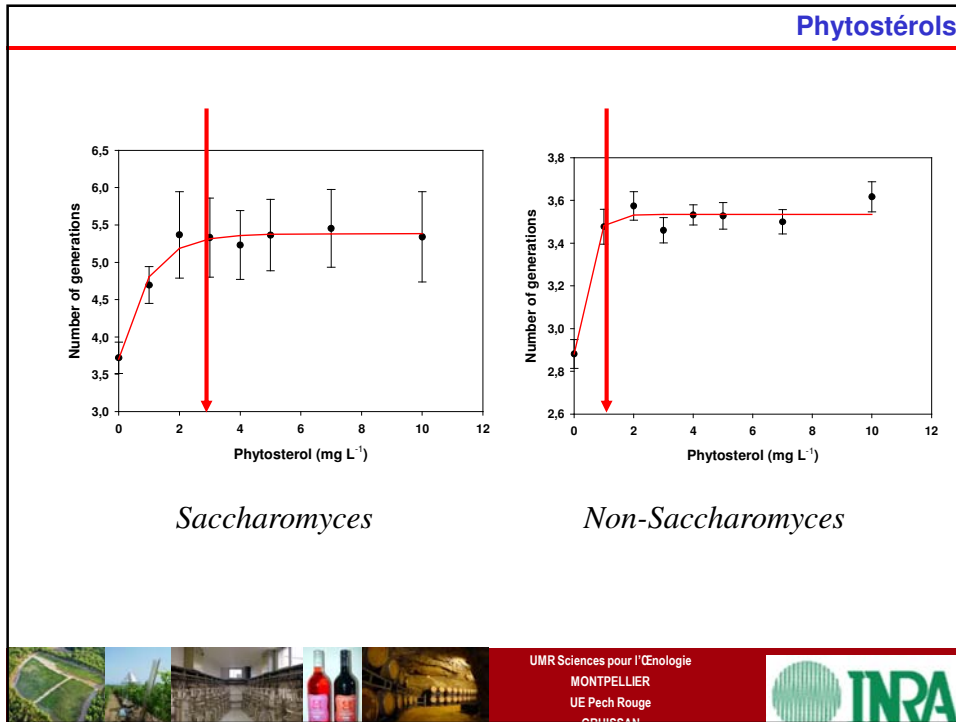 Phytostérols
6,5
6,0
5,5
5,0
4,5
4,0
3,5
3,0
Number of generations
0 2 4 6 8 10 12
Phytosterol (mg L-1)
Saccharomyces
3,8
3,6
3,4
3,2
3,0
2,8
2,6
Number of generations
0 2 4 6 8 10 12
Phytosterol (mg L-1)
Non-Saccharomyces
UMR Sciences pour l'Œnologie
MONTPELLIER
UE Pech Rouge
GRUISSAN
INRA